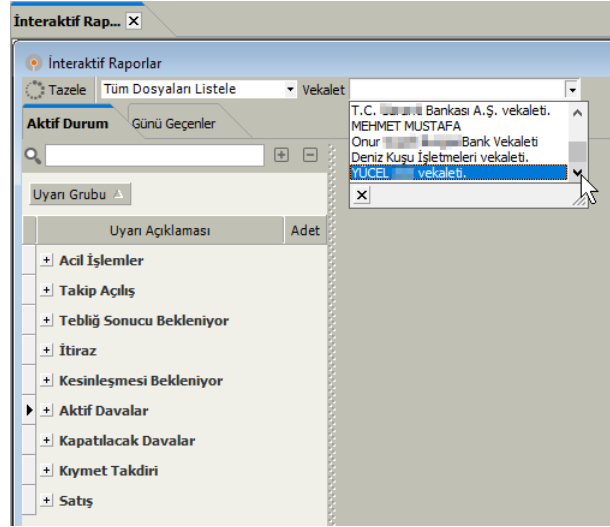 İnteraktif Rap...
İnteraktif Raporlar
Tazele Tüm Dosyaları Listele Vekalet
Aktif Durum Günü Geçenler
T.C. Bankası A.Ş. vekaleti.
MEHMET MUSTAFA
Onur Bank Vekaleti
Deniz Kuşu İşletmeleri vekaleti.
YÜCEL vekaleti.
Uyarı Grubu
Uyarı Açıklaması Adet
Acil İşlemler
Takip Açılış
Tebliğ Sonucu Bekleniyor
İtiraz
Kesinleşmesi Bekleniyor
Aktif Davalar
Kapatılacak Davalar
Kıymet Takdiri
Satış